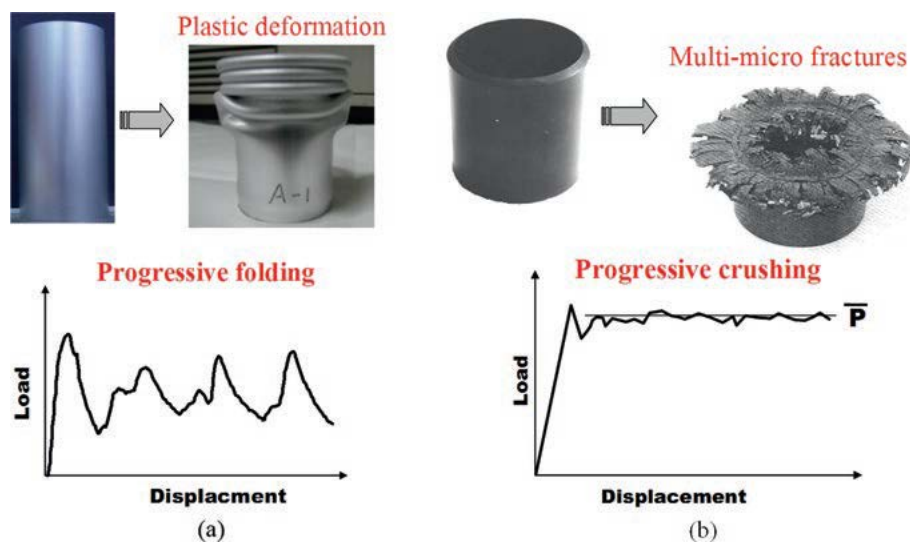 Plastic deformation
A-1
Progressive folding
Load
Displacment
(a)
Multi-micro fractures
Progressive crushing
P̅
Load
Displacement
(b)